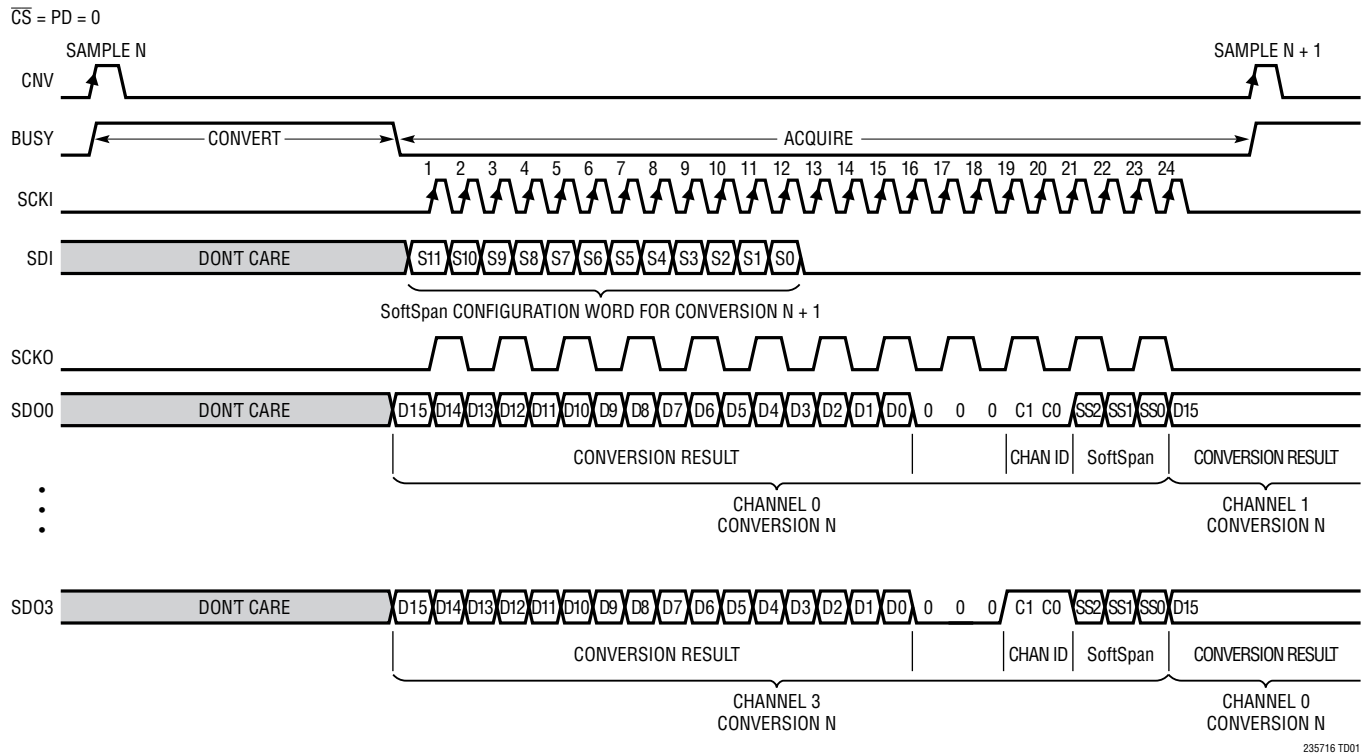 CS = PD = 0
SAMPLE N SAMPLE N + 1
CNV
BUSY CONVERT ACQUIRE
1 2 3 4 5 6 7 8 9 10 11 12 13 14 15 16 17 18 19 20 21 22 23 24
SCKI
SDI DON'T CARE S11 S10 S9 S8 S7 S6 S5 S4 S3 S2 S1 S0
SoftSpan CONFIGURATION WORD FOR CONVERSION N + 1
SCKO
SDO0 DON'T CARE D15 D14 D13 D12 D11 D10 D9 D8 D7 D6 D5 D4 D3 D2 D1 D0 0 0 0 C1 C0 SS2 SS1 SS0 D15
CONVERSION RESULT CHAN ID SoftSpan CONVERSION RESULT
CHANNEL 0 CHANNEL 1
CONVERSION N CONVERSION N
SDO3 DON'T CARE D15 D14 D13 D12 D11 D10 D9 D8 D7 D6 D5 D4 D3 D2 D1 D0 0 0 0 C1 C0 SS2 SS1 SS0 D15
CONVERSION RESULT CHAN ID SoftSpan CONVERSION RESULT
CHANNEL 3 CHANNEL 0
CONVERSION N CONVERSION N
235716 TD01